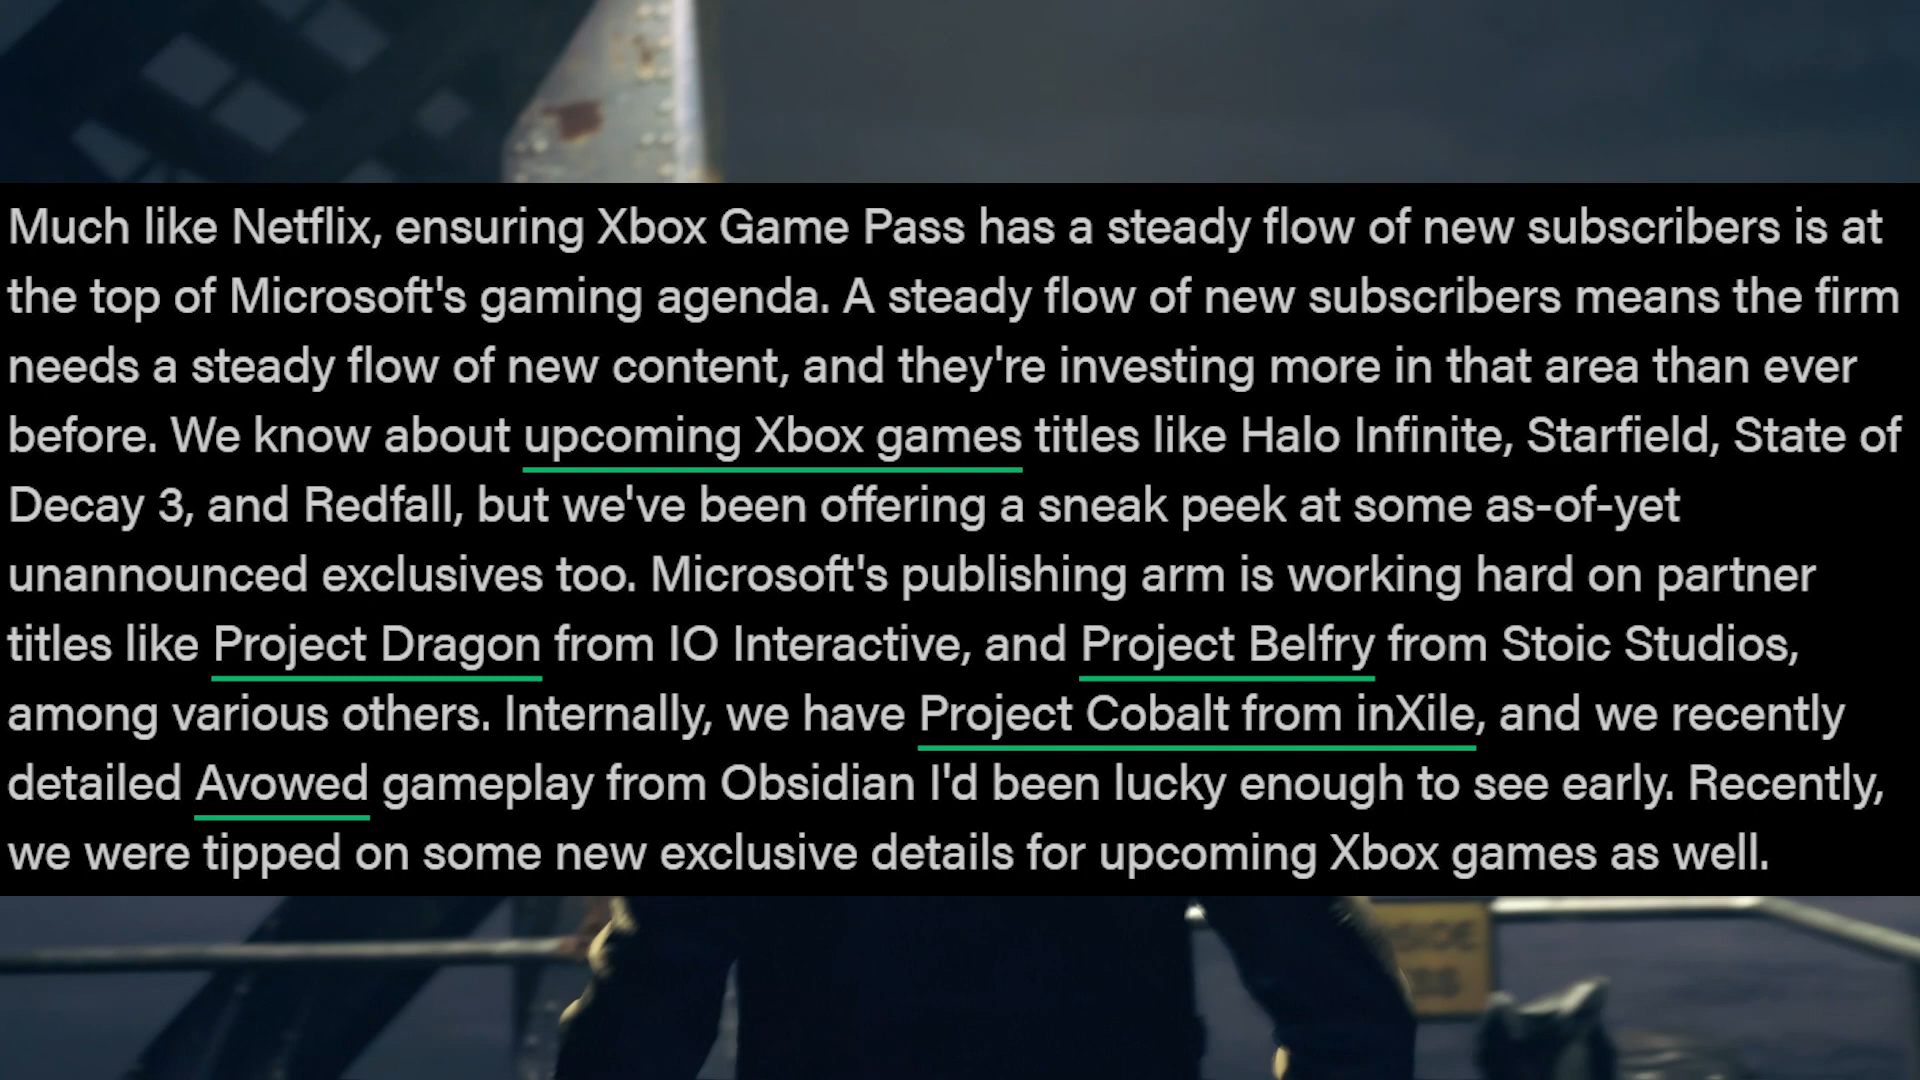 Much like Netflix, ensuring Xbox Game Pass has a steady flow of new subscribers is at
the top of Microsoft's gaming agenda. A steady flow of new subscribers means the firm
needs a steady flow of new content, and they're investing more in that area than ever
before. We know about upcoming Xbox games titles like Halo Infinite, Starfield, State of
Decay 3, and Redfall, but we've been offering a sneak peek at some as-of-yet
unannounced exclusives too. Microsoft's publishing arm is working hard on partner
titles like Project Dragon from IO Interactive, and Project Belfry from Stoic Studios,
among various others. Internally, we have Project Cobalt from inXile, and we recently
detailed Avowed gameplay from Obsidian I'd been lucky enough to see early. Recently,
we were tipped on some new exclusive details for upcoming Xbox games as well.